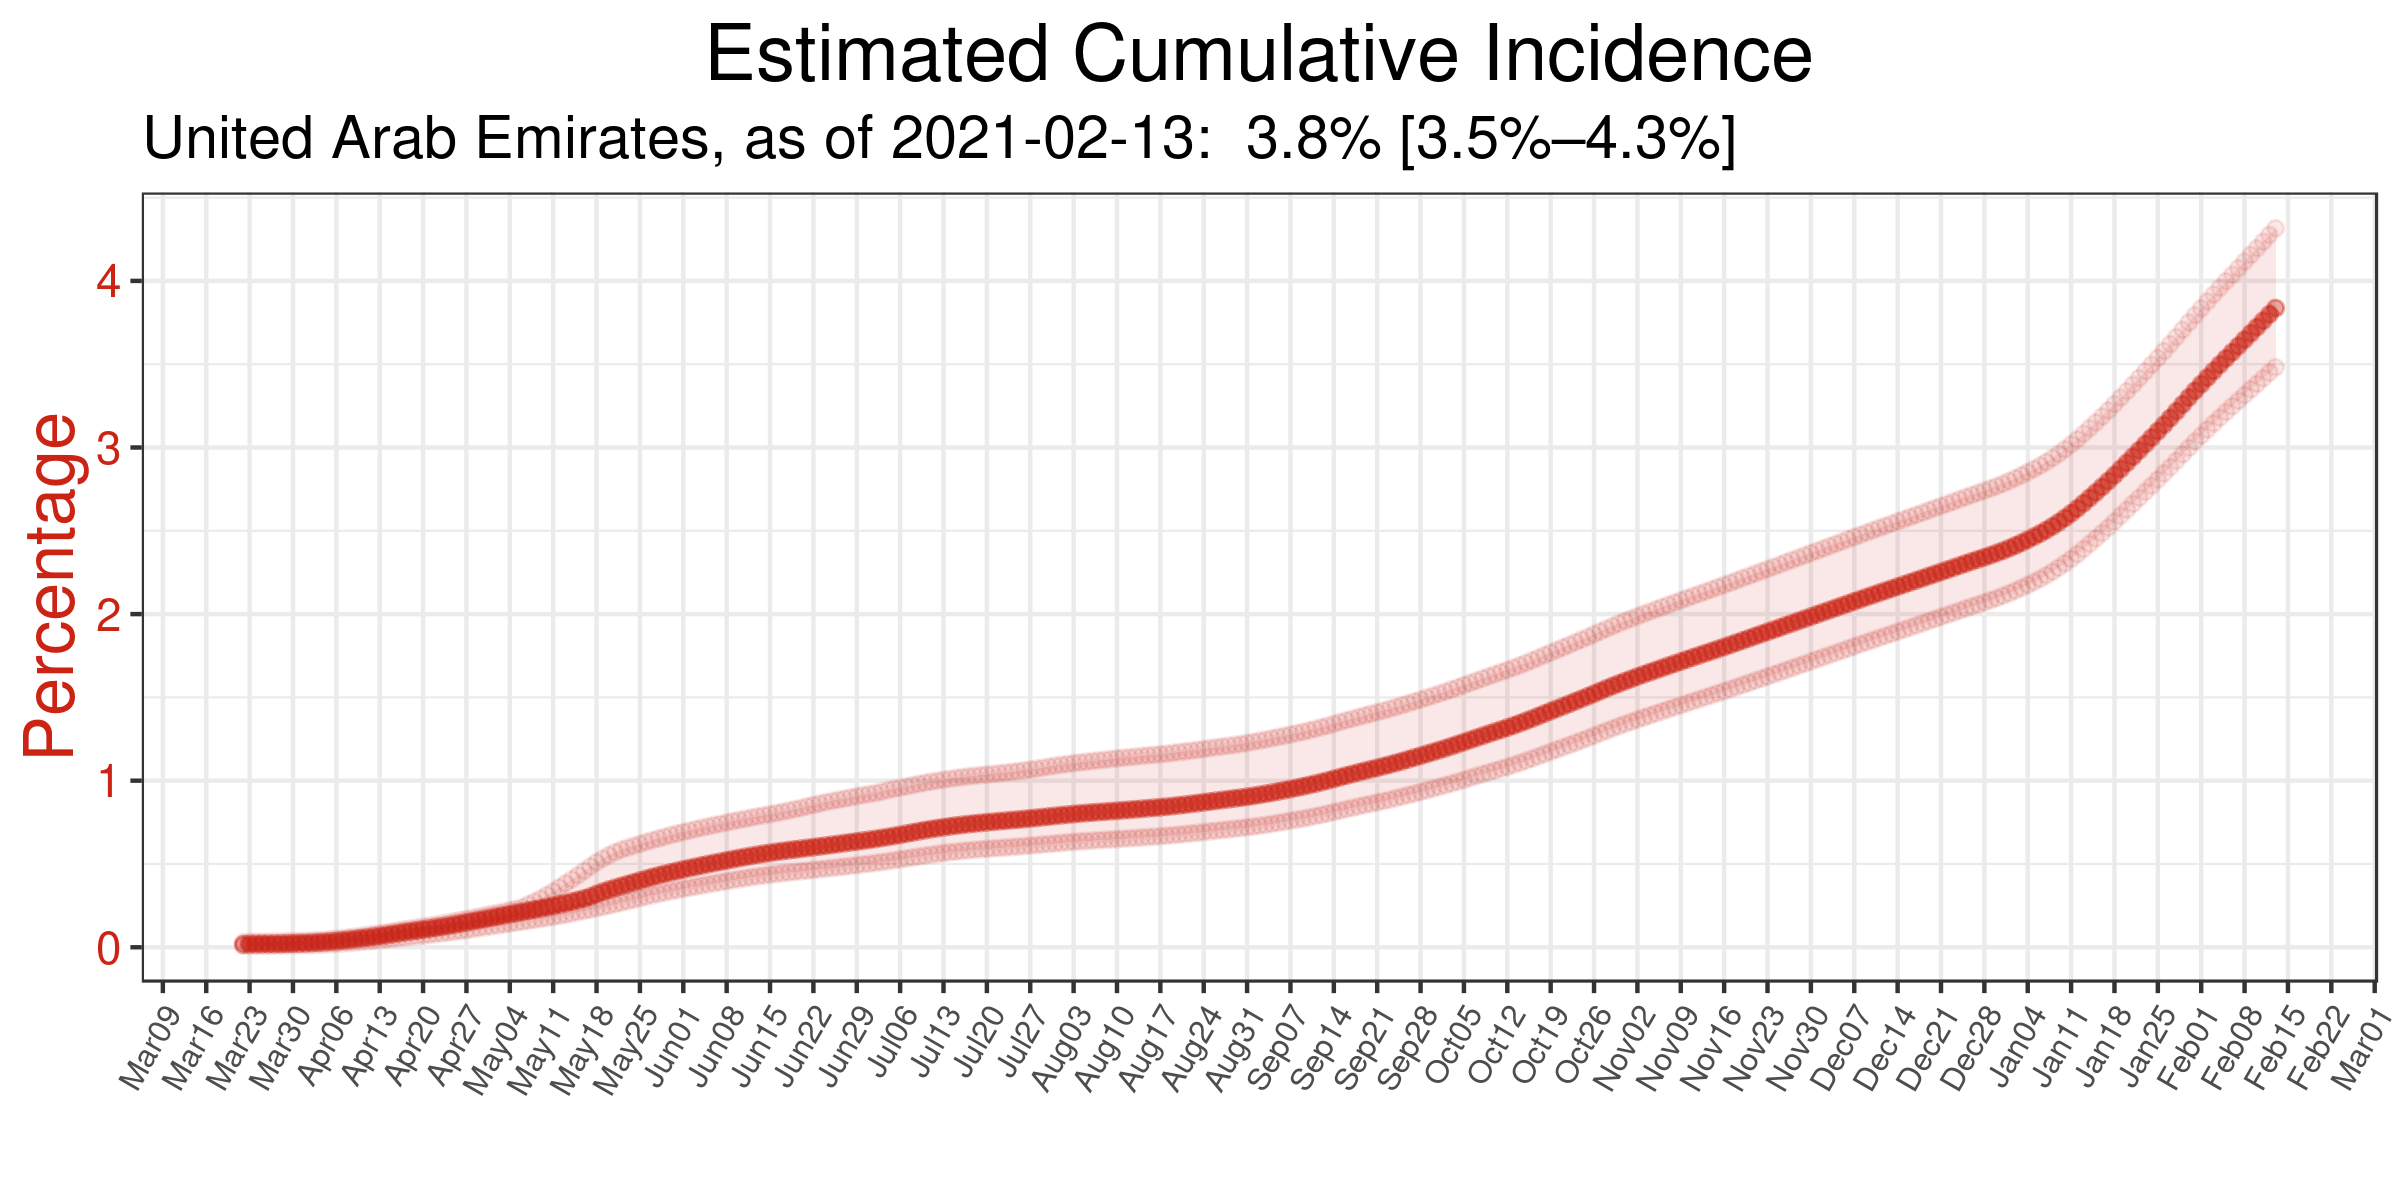 Estimated Cumulative Incidence
United Arab Emirates, as of 2021-02-13:  3.8% [3.5%–4.3%]
Percentage
4
3
2
1
0
Mar09
Mar16
Mar23
Mar30
Apr06
Apr13
Apr20
Apr27
May04
May11
May18
May25
Jun01
Jun08
Jun15
Jun22
Jun29
Jul06
Jul13
Jul20
Jul27
Aug03
Aug10
Aug17
Aug24
Aug31
Sep07
Sep14
Sep21
Sep28
Oct05
Oct12
Oct19
Oct26
Nov02
Nov09
Nov16
Nov23
Nov30
Dec07
Dec14
Dec21
Dec28
Jan04
Jan11
Jan18
Jan25
Feb01
Feb08
Feb15
Feb22
Mar01